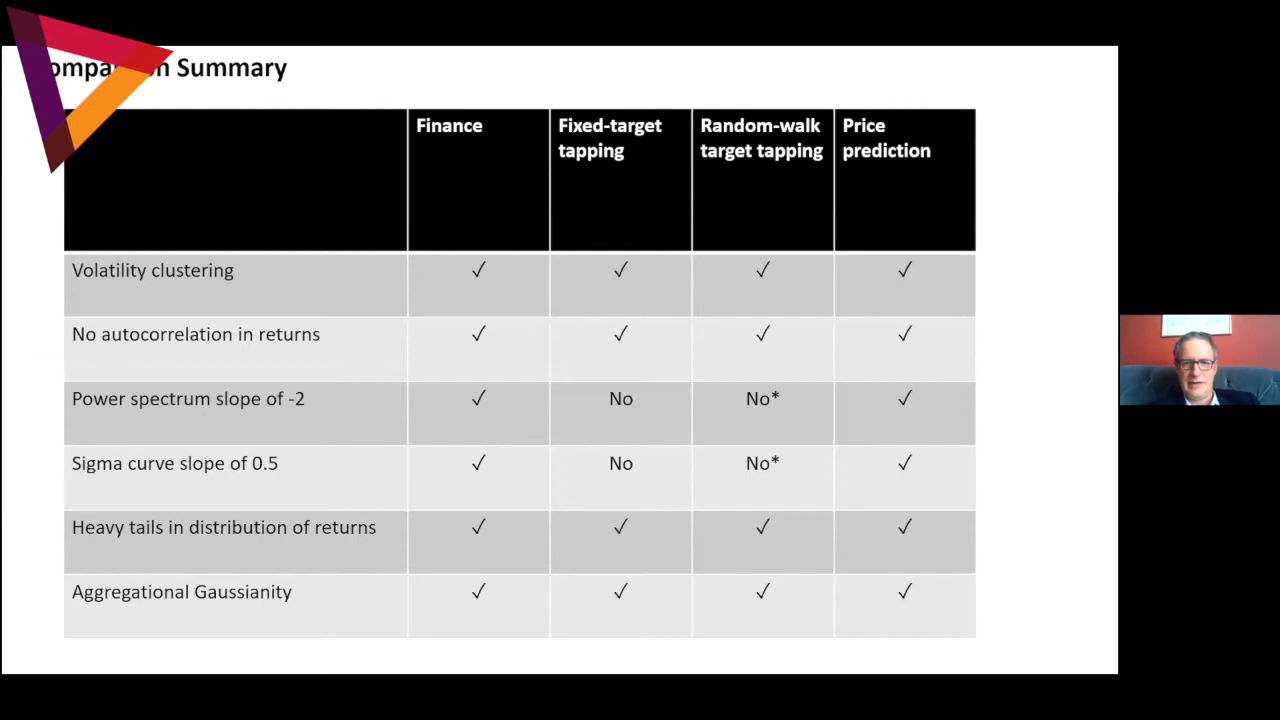 ompa n Summary
Finance
Fixed-target
tapping
Random-walk
target tapping
Price
prediction
Volatility clustering ✓ ✓ ✓ ✓
No autocorrelation in returns ✓ ✓ ✓ ✓
Power spectrum slope of -2 ✓ No No* ✓
Sigma curve slope of 0.5 ✓ No No* ✓
Heavy tails in distribution of returns ✓ ✓ ✓ ✓
Aggregational Gaussianity ✓ ✓ ✓ ✓